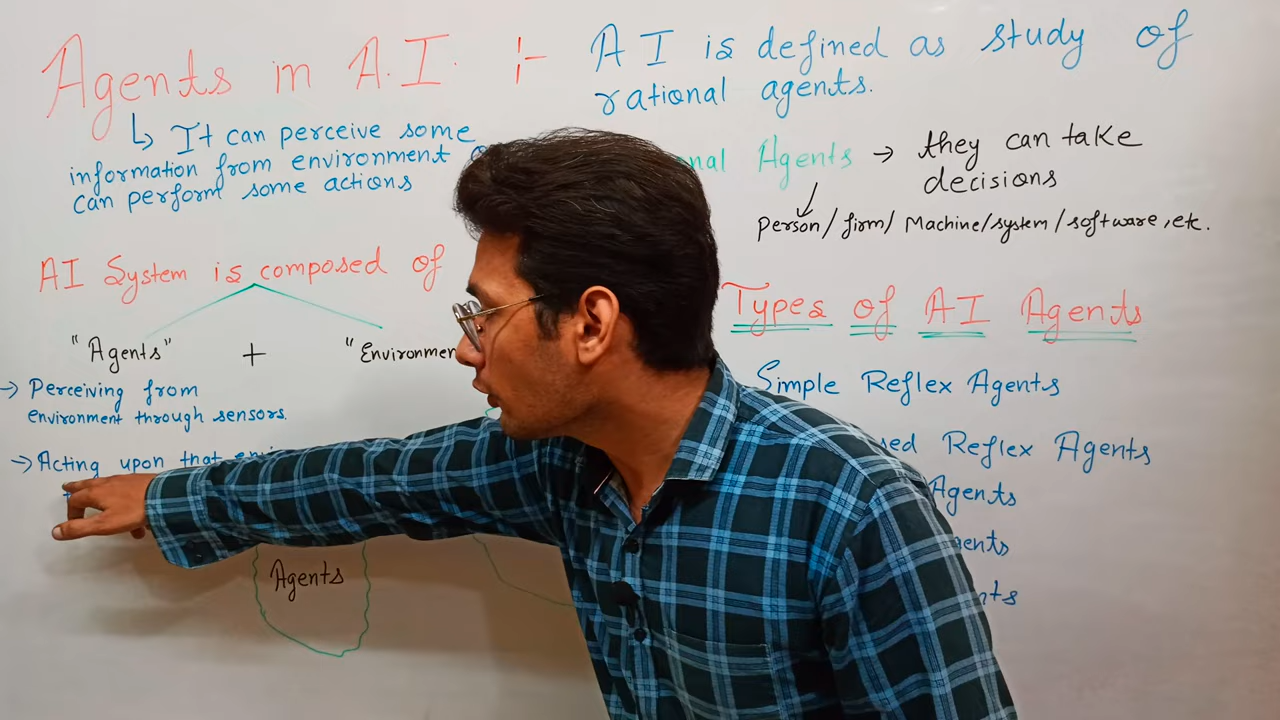 Agents in A.I. :-
AI is defined as study of
rational agents.
↳ It can perceive some
information from environment
can perform some actions
Agents → they can take
decisions
Person/firm/Machine/system/software,etc.
AI System is composed of
"Agents" + "Environmen
→ Perceiving from
environment through sensors.
→ Acting upon that
Agents
Types of AI Agents
Simple Reflex Agents
Reflex Agents
Agents